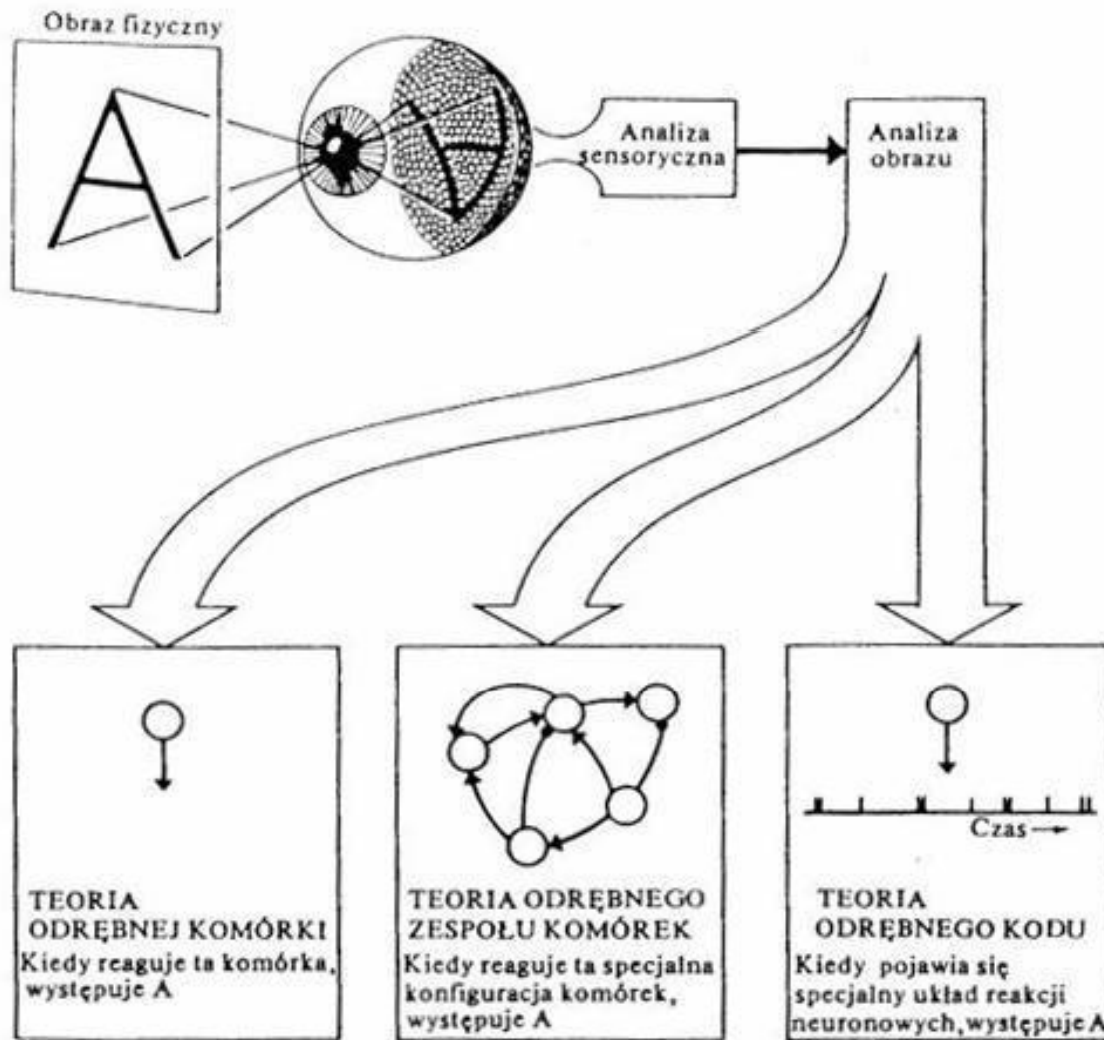 Obraz fizyczny
A
Analiza
sensoryczna
Analiza
obrazu
Czas
TEORIA
ODRĘBNEJ KOMÓRKI
Kiedy reaguje ta komórka,
występuje A
TEORIA ODRĘBNEGO
ZESPOŁU KOMÓREK
Kiedy reaguje ta specjalna
konfiguracja komórek,
występuje A
TEORIA
ODRĘBNEGO KODU
Kiedy pojawia się
specjalny układ reakcji
neuronowych, występuje A